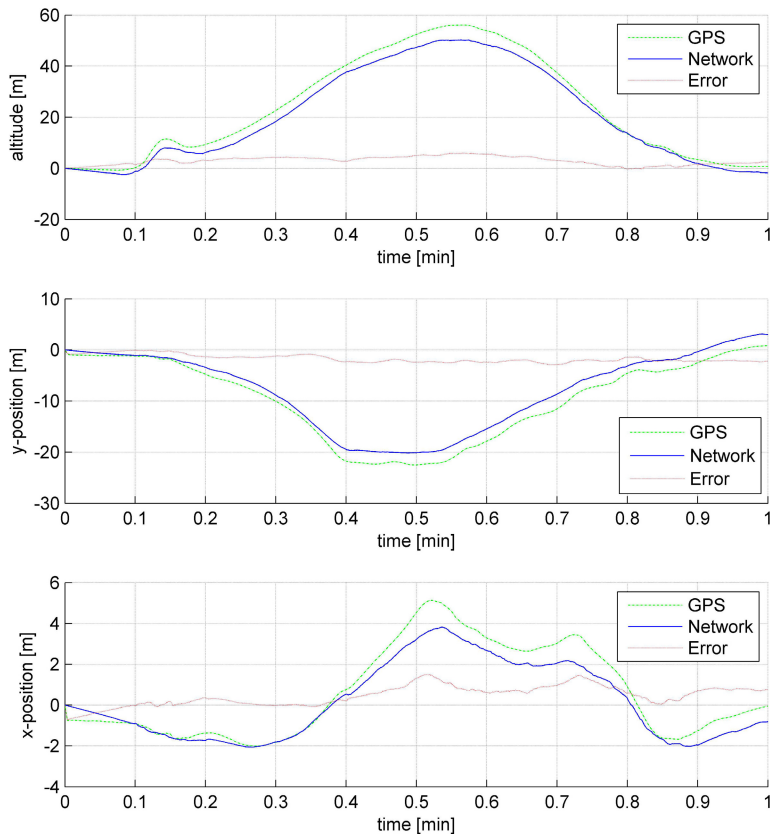 60
40
20
0
-20
altitude [m]
GPS
Network
Error
0 0.1 0.2 0.3 0.4 0.5 0.6 0.7 0.8 0.9 1
time [min]
10
0
-10
-20
-30
y-position [m]
GPS
Network
Error
0 0.1 0.2 0.3 0.4 0.5 0.6 0.7 0.8 0.9 1
time [min]
6
4
2
0
-2
-4
x-position [m]
GPS
Network
Error
0 0.1 0.2 0.3 0.4 0.5 0.6 0.7 0.8 0.9 1
time [min]